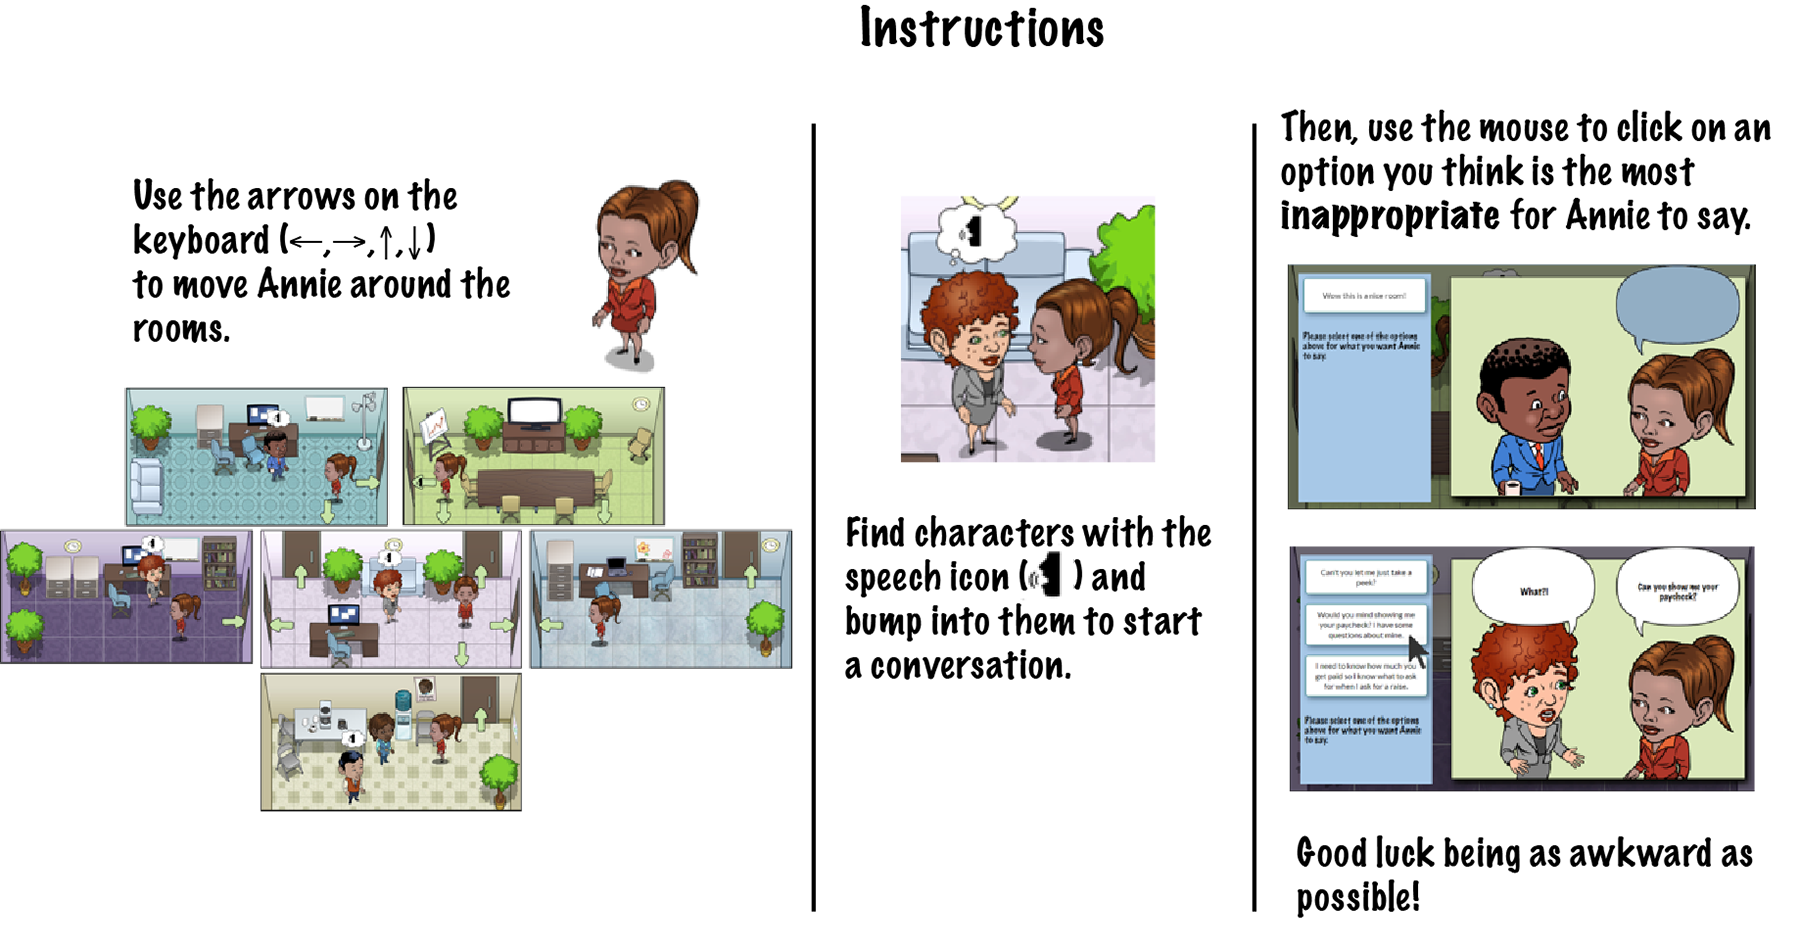 Instructions
Use the arrows on the
keyboard (←,→,↑,↓)
to move Annie around the
rooms.
Find characters with the
speech icon ( ) and
bump into them to start
a conversation.
Then, use the mouse to click on an
option you think is the most
inappropriate for Annie to say.
Wow this is a nice room!
Please select one of the options
above for what you want Annie
to say.
Can't you let me just take a
peek?
Would you mind showing me
your paycheck? I have some
questions about mine.
I need to know how much you
get paid so I know what to ask
for when I ask for a raise.
Please select one of the options
above for what you want Annie
to say.
What?!
Can you show me your
paycheck?
Good luck being as awkward as
possible!